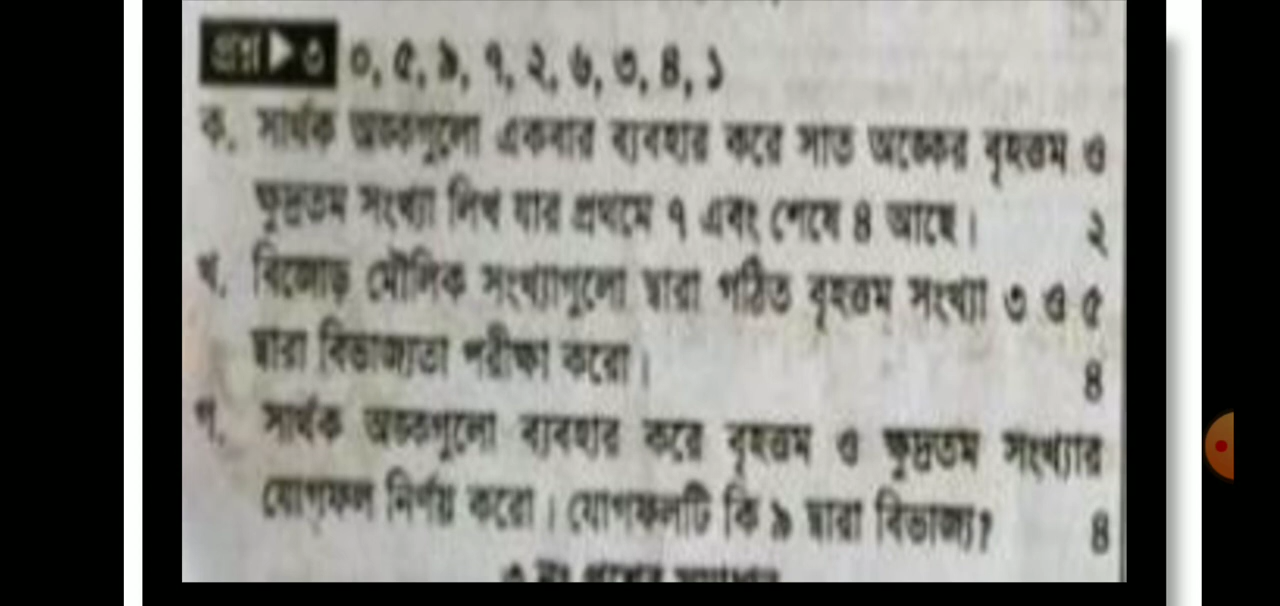 প্রশ্ন▶৩ ০, ৫, ৯, ৭, ২, ৬, ৩, ৪, ১
ক. সার্থক অঙ্কগুলো একবার ব্যবহার করে সাত অঙ্কের বৃহত্তম ও
ক্ষুদ্রতম সংখ্যা লিখ যার প্রথমে ৭ এবং শেষে ৪ আছে। ২
খ. বিজোড় মৌলিক সংখ্যাগুলো দ্বারা গঠিত বৃহত্তম সংখ্যা ৩ ও ৫
দ্বারা বিভাজ্যতা পরীক্ষা করো। ৪
গ. সার্থক অঙ্কগুলো ব্যবহার করে বৃহত্তম ও ক্ষুদ্রতম সংখ্যার
যোগফল নির্ণয় করো। যোগফলটি কি ৯ দ্বারা বিভাজ্য? ৪